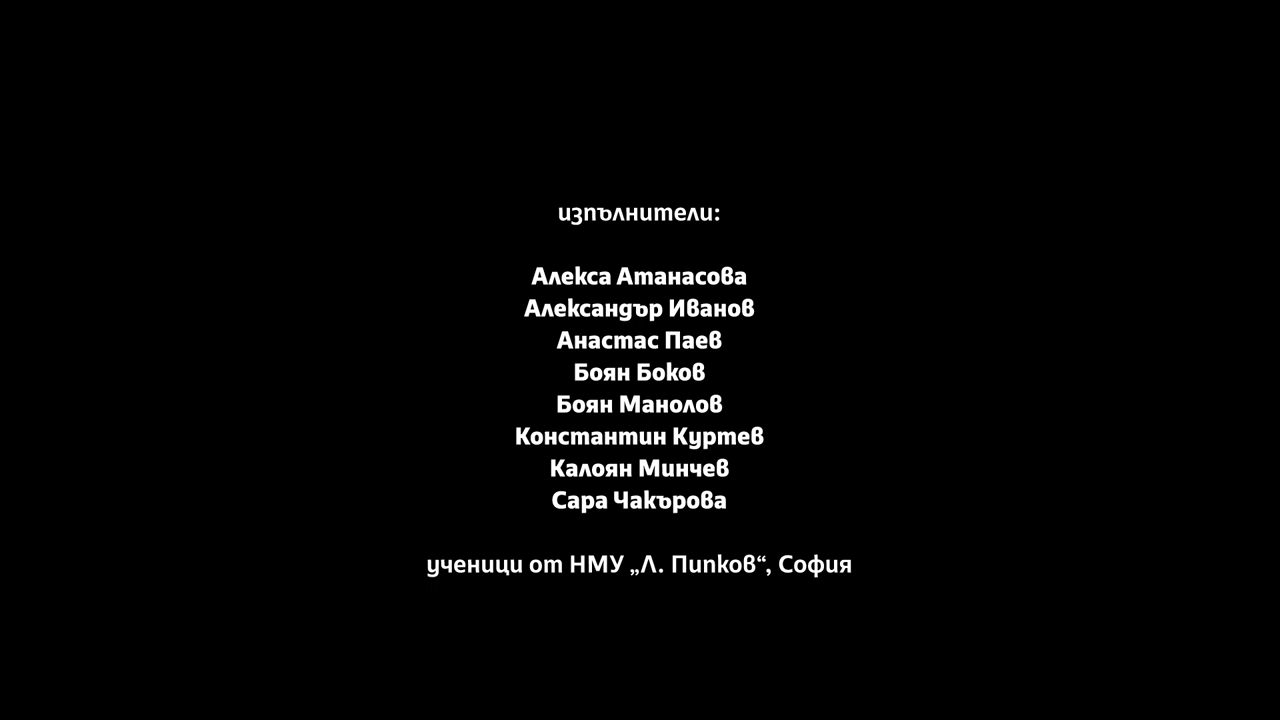 изпълнители:
Алекса Атанасова
Александър Иванов
Анастас Паев
Боян Боков
Боян Манолов
Константин Куртев
Калоян Минчев
Сара Чакърова
ученици от НМУ „Л. Пипков“, София